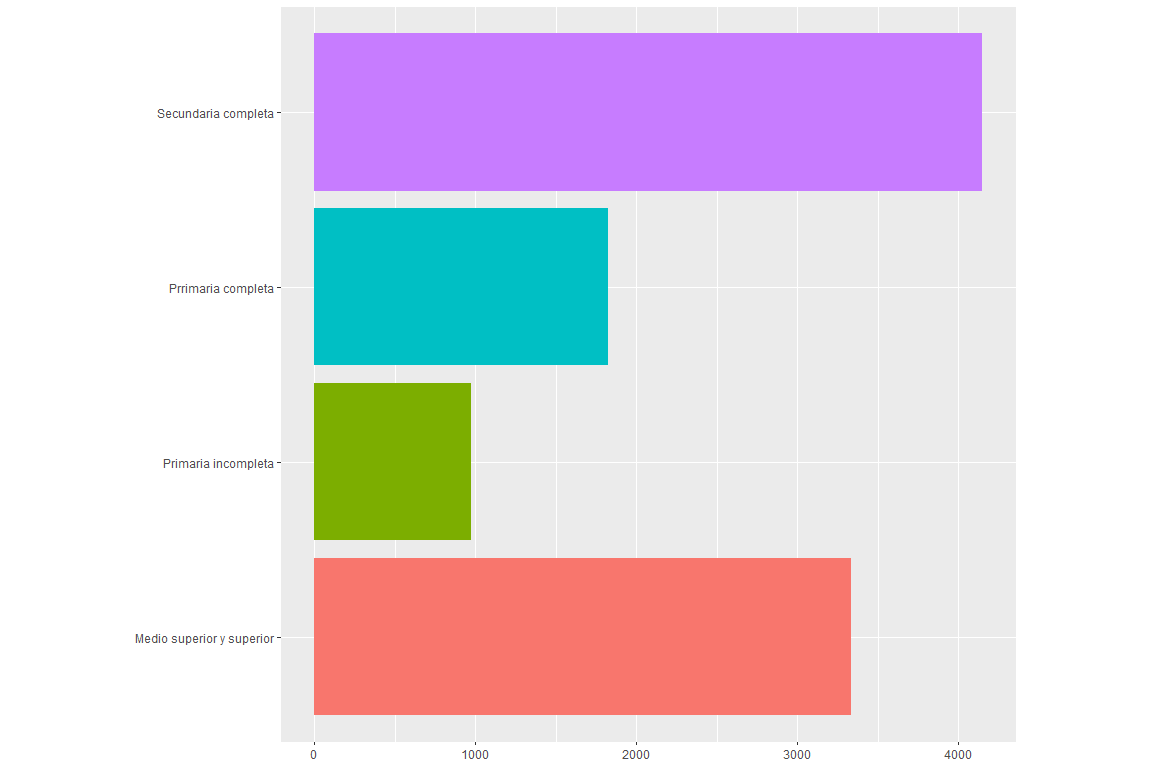 Secundaria completa
Prrimaria completa
Primaria incompleta
Medio superior y superior
0 1000 2000 3000 4000